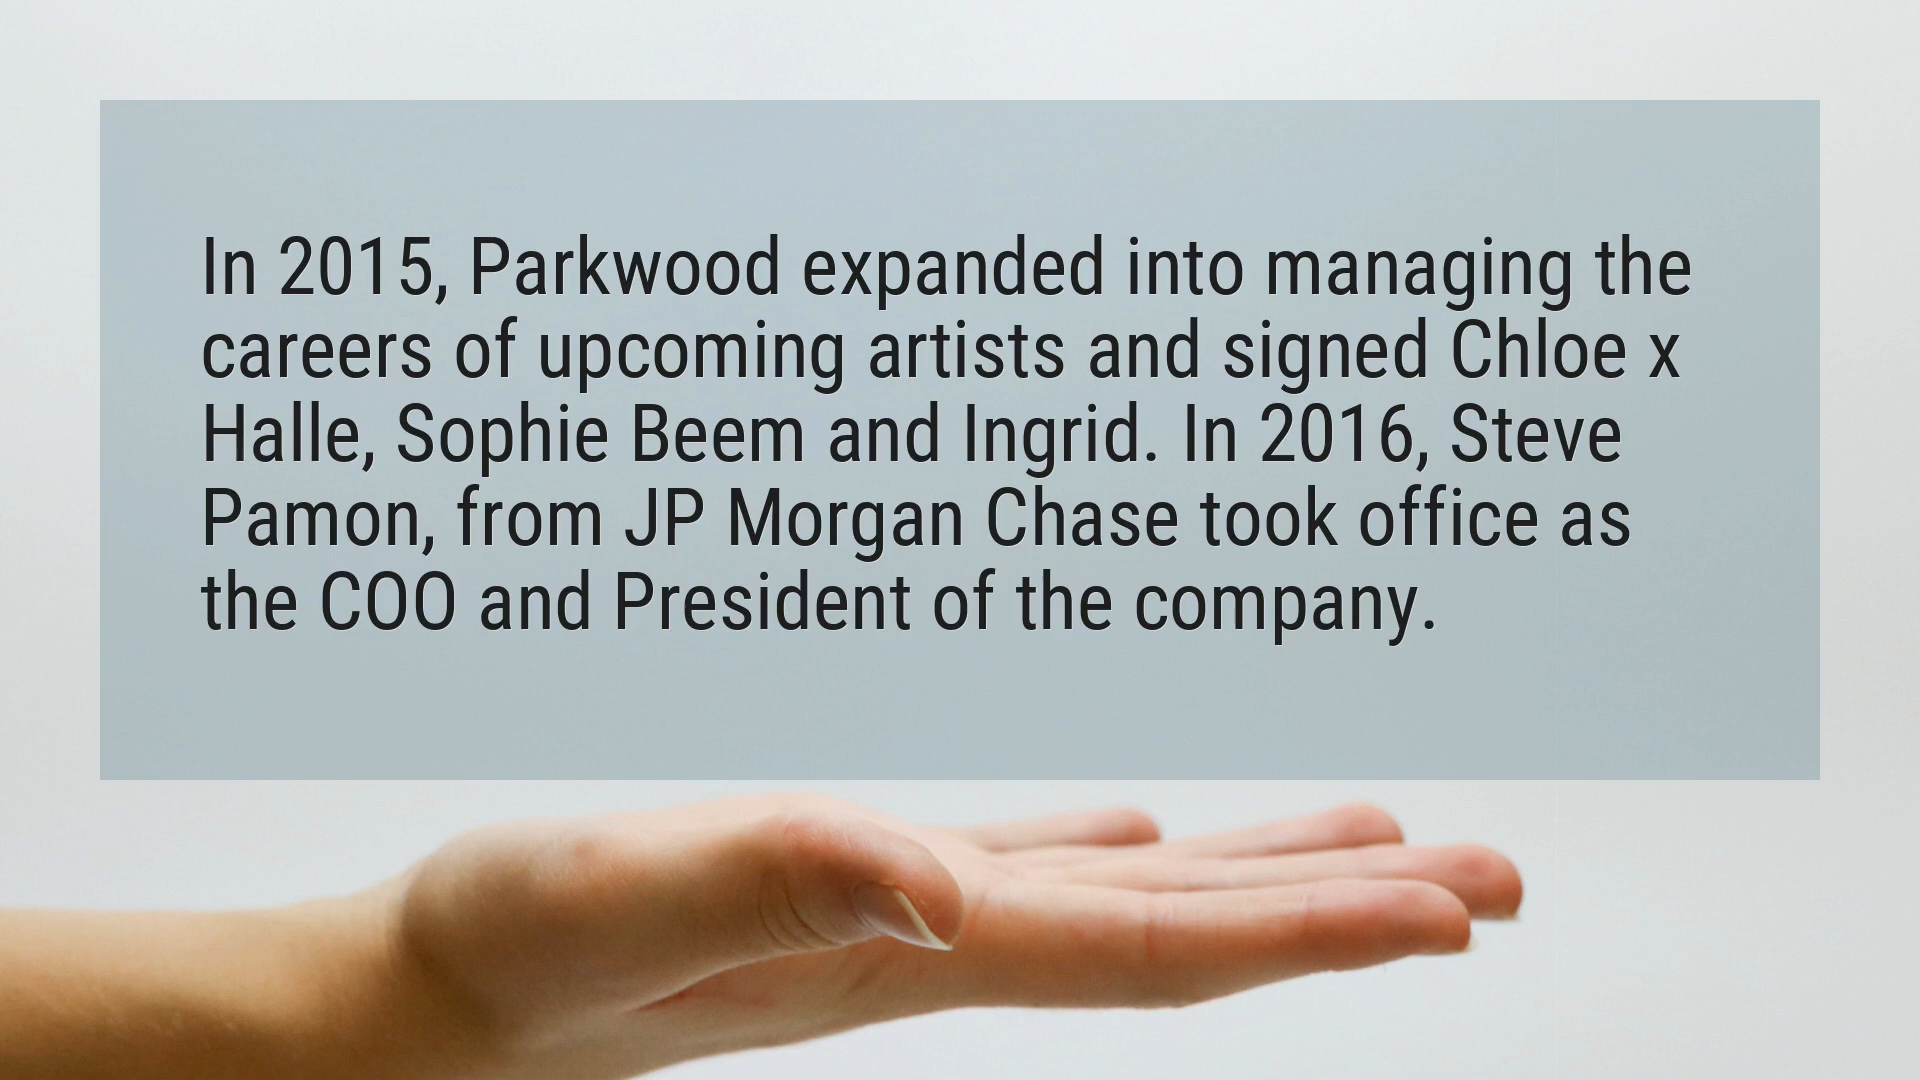 In 2015, Parkwood expanded into managing the
careers of upcoming artists and signed Chloe x
Halle, Sophie Beem and Ingrid. In 2016, Steve
Pamon, from JP Morgan Chase took office as
the COO and President of the company.